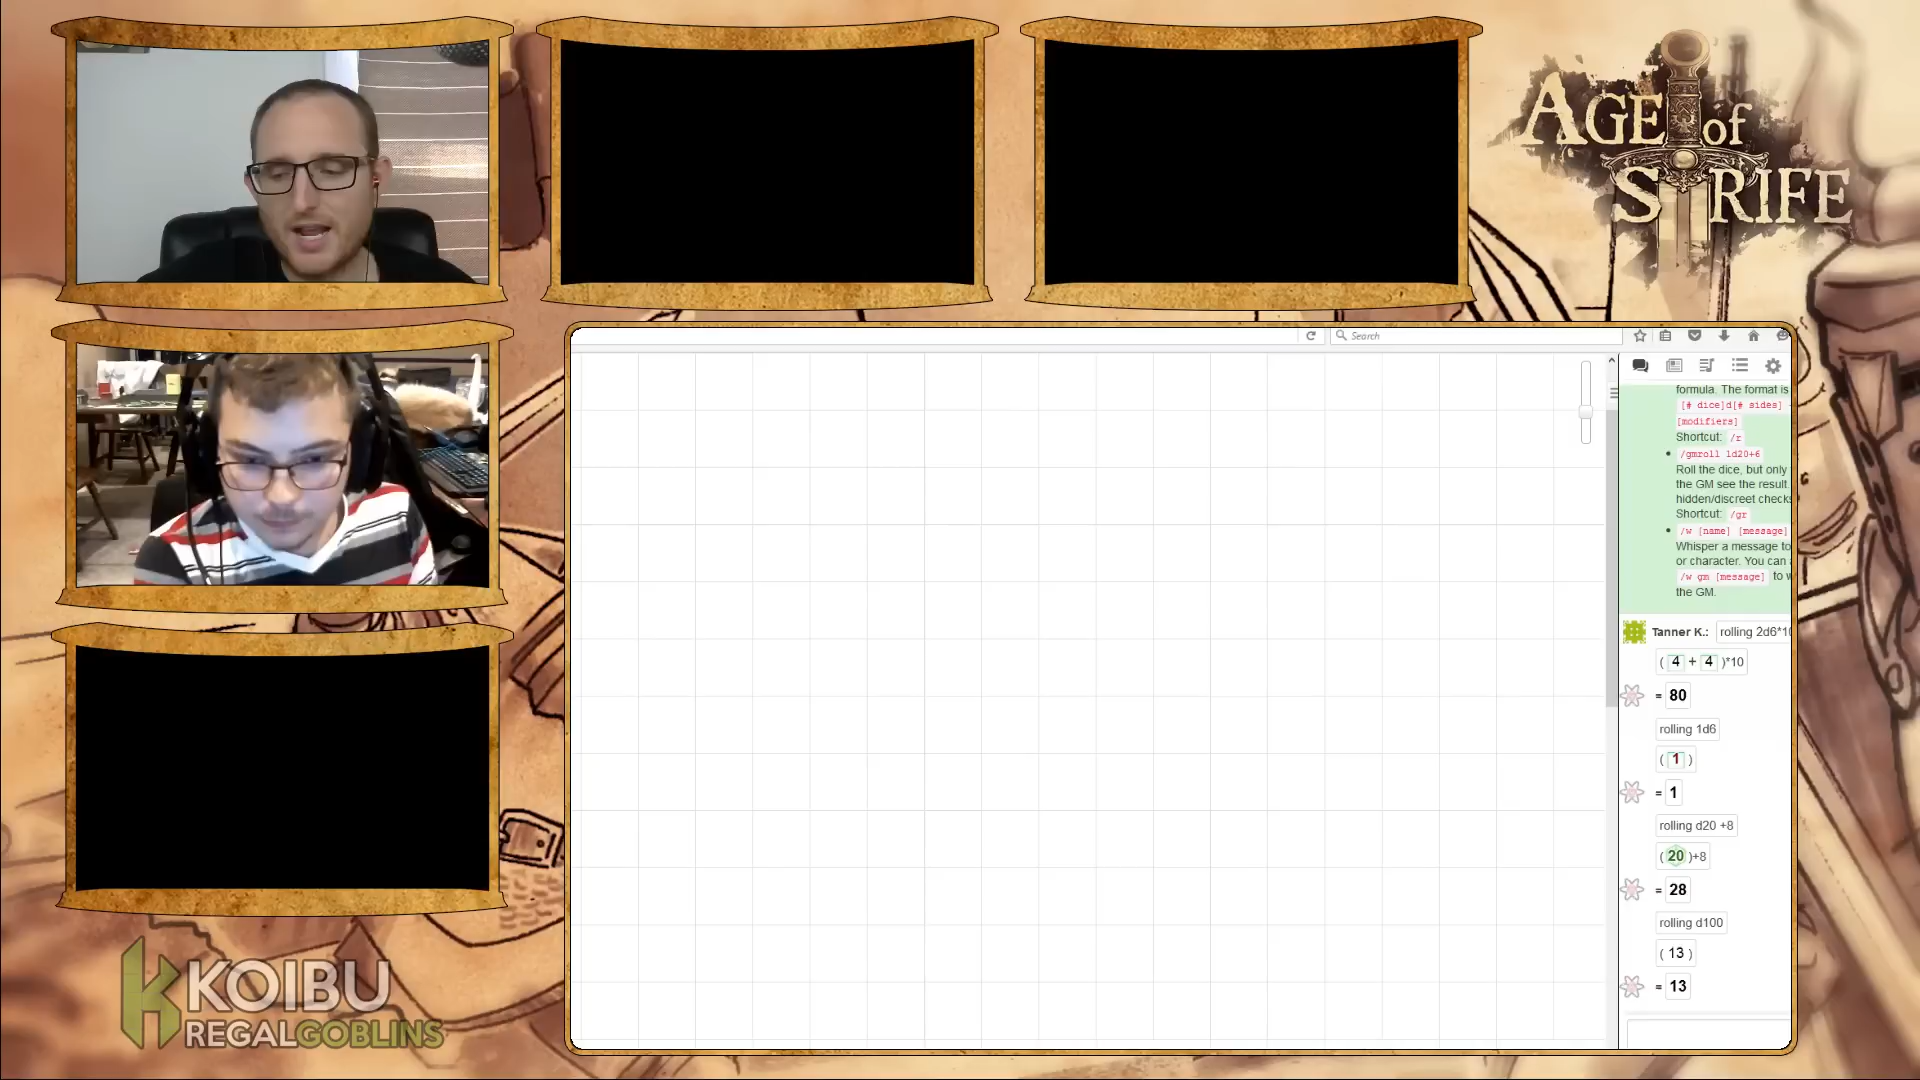 AGE of
STRIFE
Search
formula. The format is
[# dice]d[# sides]
[modifiers]
Shortcut: /r
/gmroll 1d20+6
Roll the dice, but only
the GM see the result.
hidden/discreet checks
Shortcut: /gr
/w [name] [message]
Whisper a message to
or character. You can
/w gm [message] to
the GM.
Tanner K.: rolling 2d6*10
( 4 + 4 )*10
= 80
rolling 1d6
( 1 )
= 1
rolling d20 +8
( 20 )+8
= 28
rolling d100
( 13 )
= 13
KOIBU
REGALGOBLINS